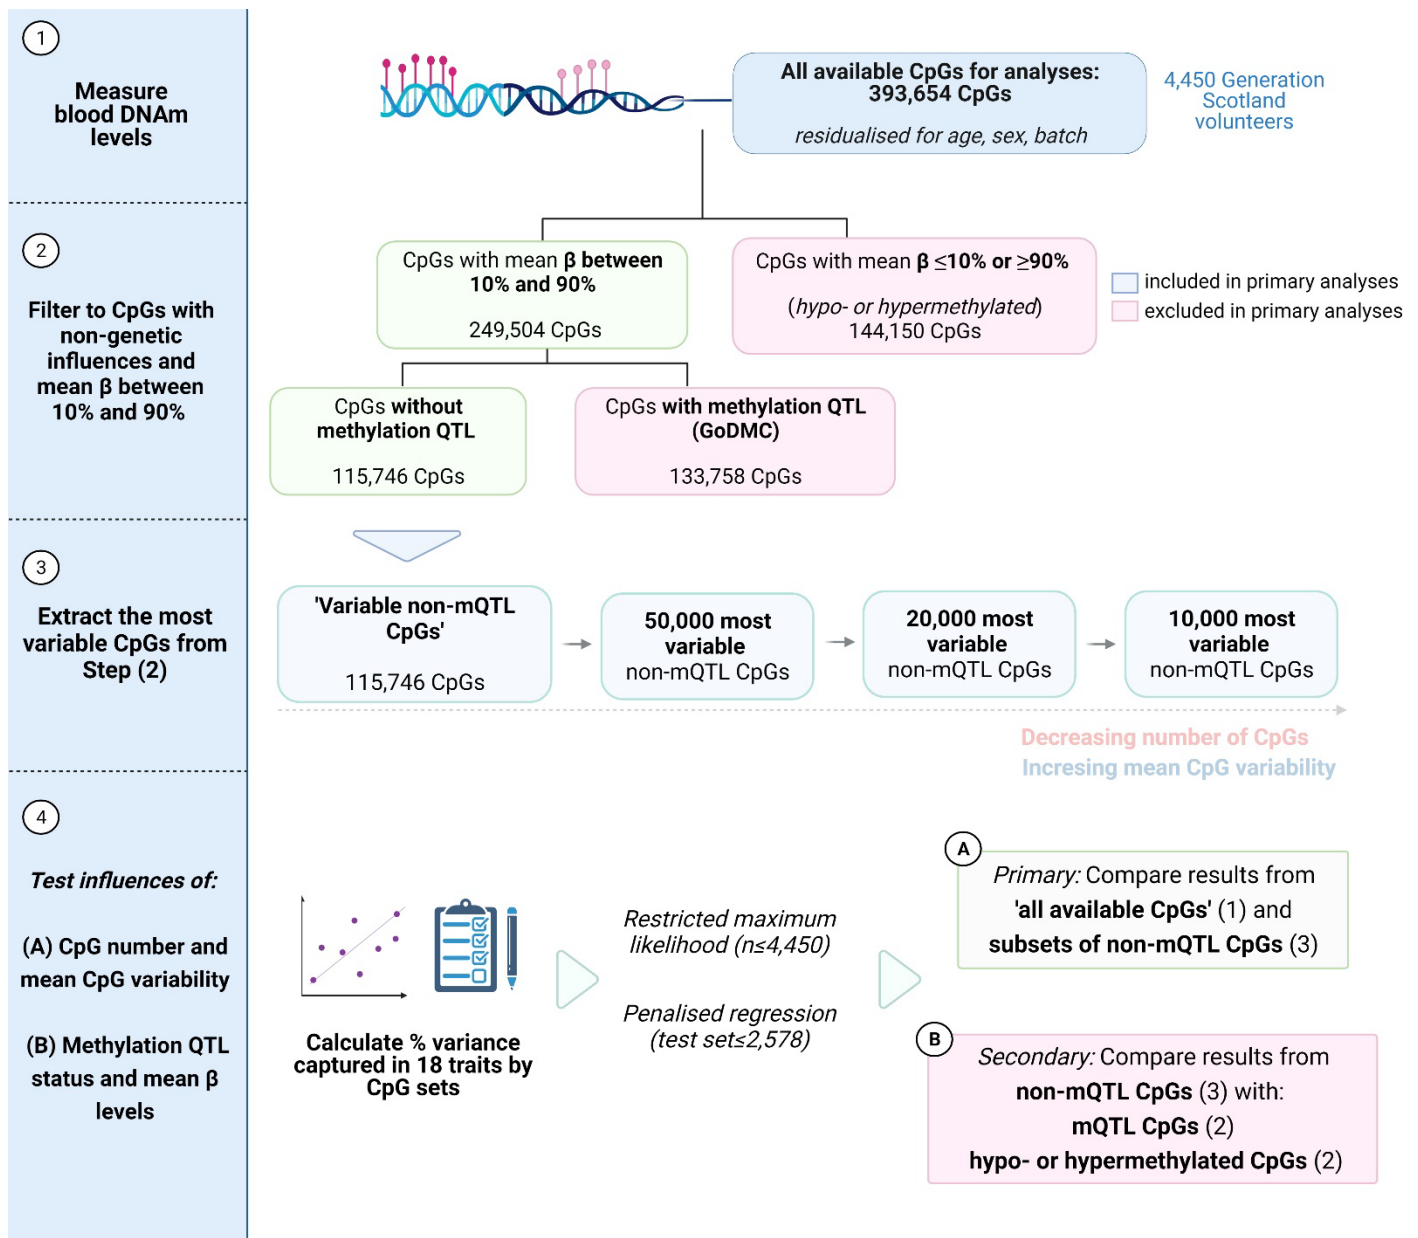 1
Measure
blood DNAm
levels
All available CpGs for analyses:
393,654 CpGs
residualised for age, sex, batch
4,450 Generation
Scotland
volunteers
2
Filter to CpGs with
non-genetic
influences and
mean β between
10% and 90%
CpGs with mean β between
10% and 90%
249,504 CpGs
CpGs with mean β ≤10% or ≥90%
(hypo- or hypermethylated)
144,150 CpGs
included in primary analyses
excluded in primary analyses
CpGs without
methylation QTL
115,746 CpGs
CpGs with methylation QTL
(GoDMC)
133,758 CpGs
3
Extract the most
variable CpGs from
Step (2)
'Variable non-mQTL
CpGs'
115,746 CpGs
50,000 most
variable
non-mQTL CpGs
20,000 most
variable
non-mQTL CpGs
10,000 most
variable
non-mQTL CpGs
Decreasing number of CpGs
Incresing mean CpG variability
4
Test influences of:
(A) CpG number and
mean CpG variability
(B) Methylation QTL
status and mean β
levels
Calculate % variance
captured in 18 traits by
CpG sets
Restricted maximum
likelihood (n≤4,450)
Penalised regression
(test set≤2,578)
A
Primary: Compare results from
'all available CpGs' (1) and
subsets of non-mQTL CpGs (3)
B
Secondary: Compare results from
non-mQTL CpGs (3) with:
mQTL CpGs (2)
hypo- or hypermethylated CpGs (2)